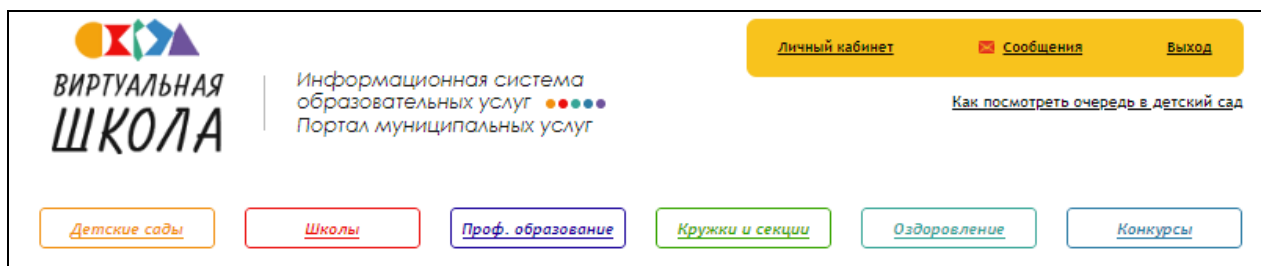 Личный кабинет
Сообщения
Выход
ВИРТУАЛЬНАЯ
ШКОЛА
Информационная система
образовательных услуг
Портал муниципальных услуг
Как посмотреть очередь в детский сад
Детские сады
Школы
Проф. образование
Кружки и секции
Оздоровление
Конкурсы